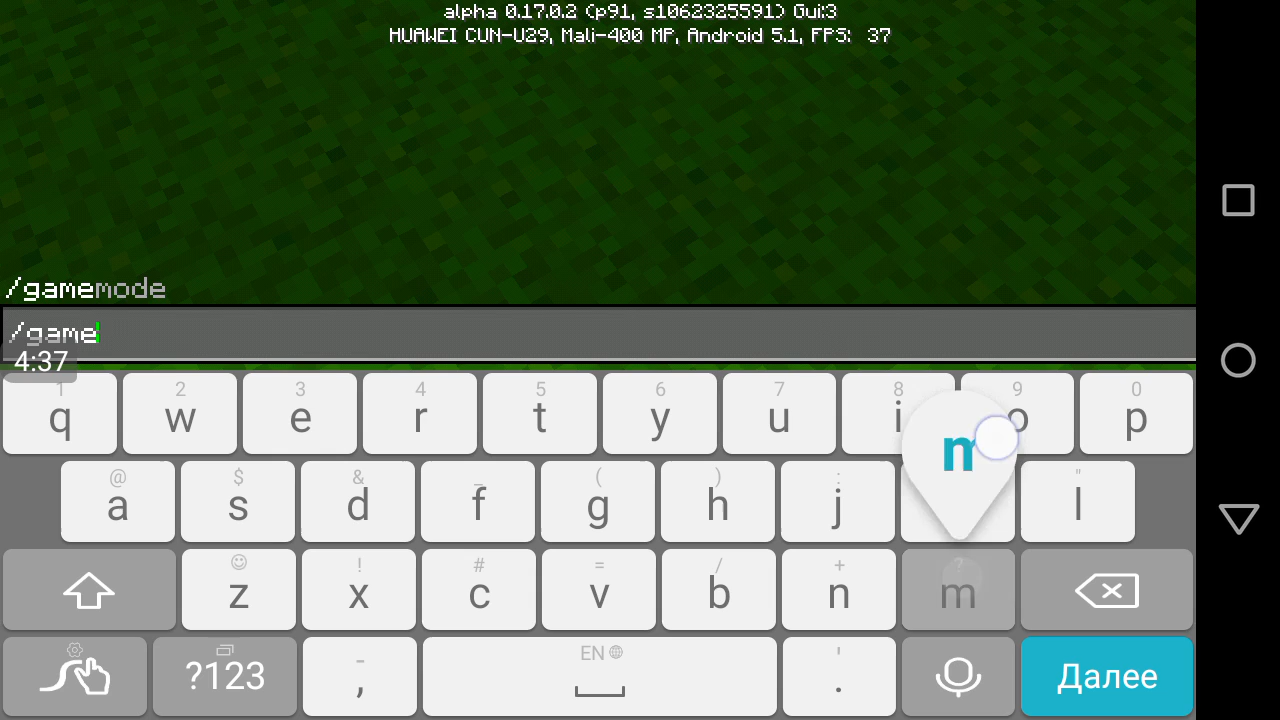 alpha 0.17.0.2 (p91, s1062325591) Gui:3
HUAWEI CUN-U29, Mali-400 MP, Android 5.1, FPS: 37
/gamemode
/game
4:37
1 2 3 4 5 6 7 8 9 0
q w e r t y u i o p
@ $ & _ ( ) : "
a s d f g h j l
m
! # = / + ?
z x c v b n m
EN
?123 - , ' .
Далее